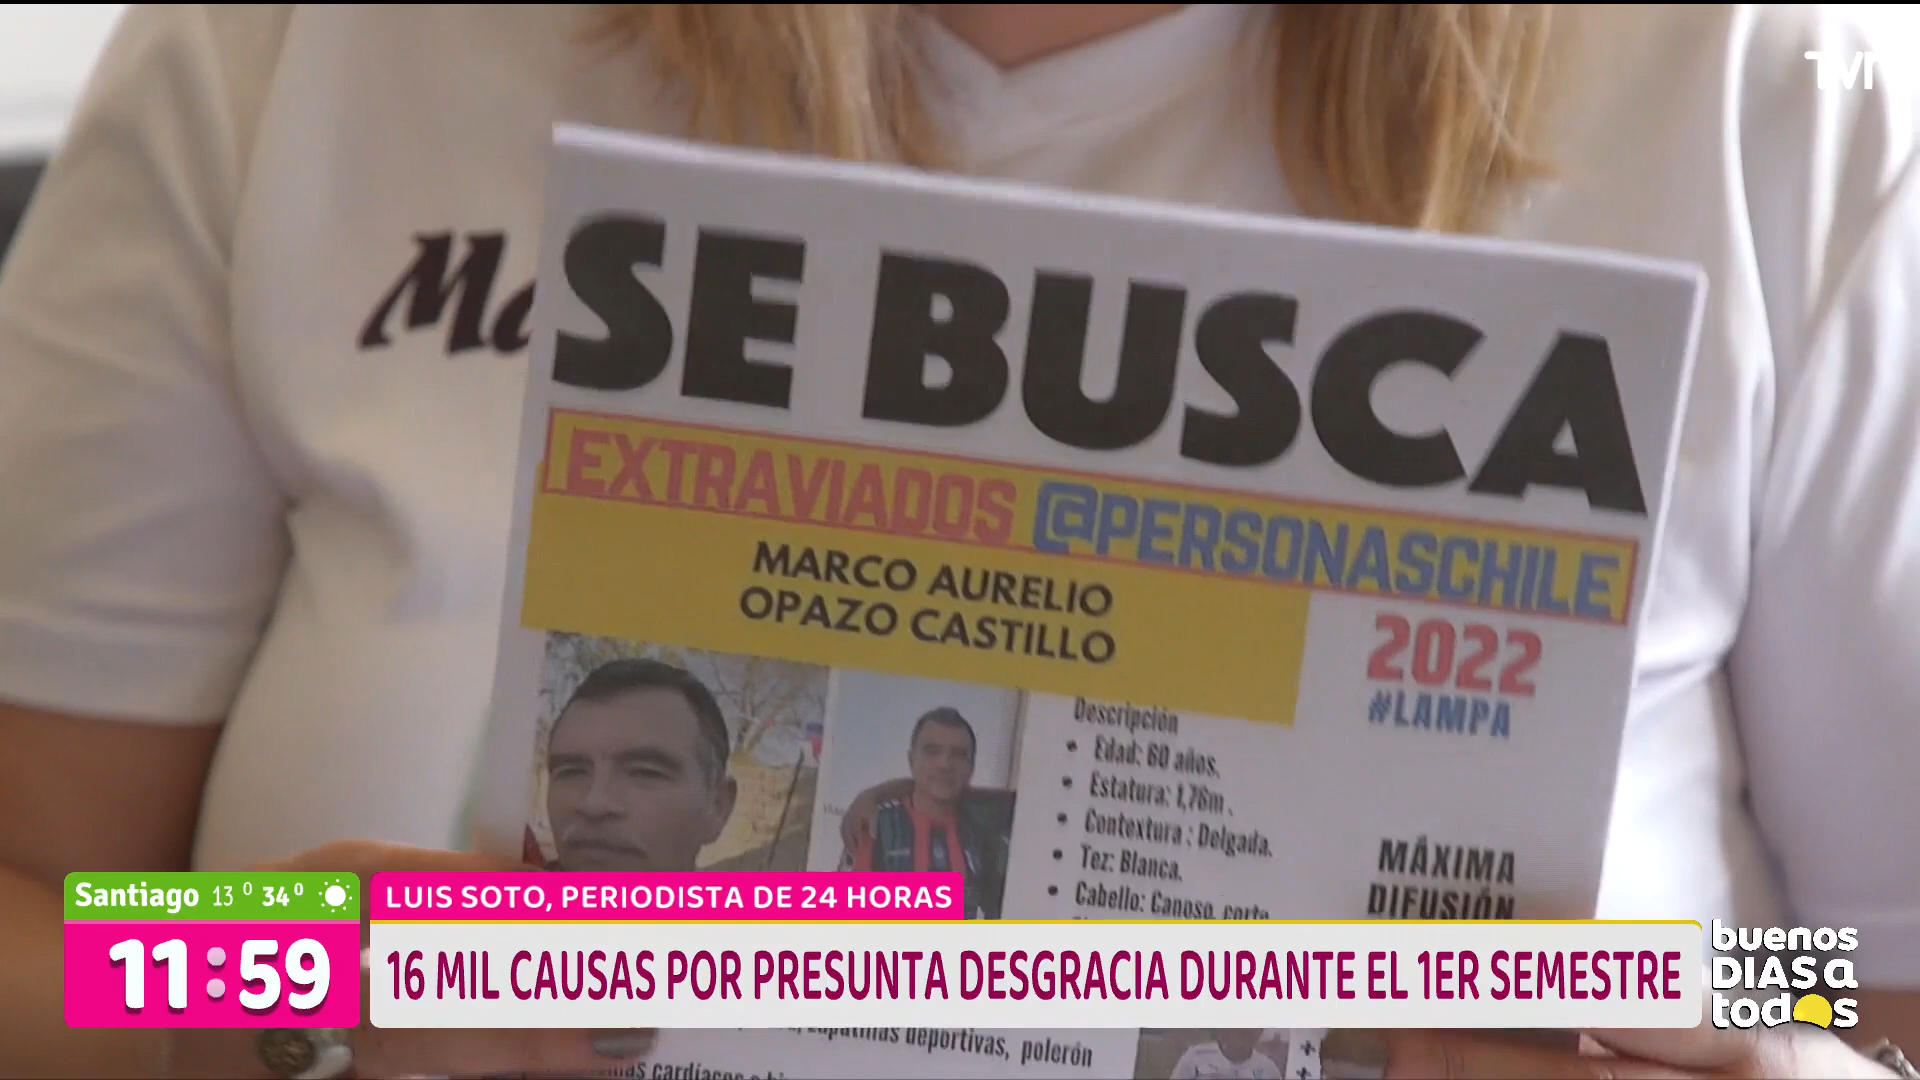 TVN
SE BUSCA
EXTRAVIADOS @PERSONASCHILE
MARCO AURELIO
OPAZO CASTILLO
2022
#LAMPA
Descripción
• Edad: 60 años.
• Estatura: 1,76m.
• Contextura: Delgada.
• Tez: Blanca.
• Cabello: Canoso, corto
MÁXIMA
DIFUSIÓN
Santiago 13° 34°
LUIS SOTO, PERIODISTA DE 24 HORAS
11:59
16 MIL CAUSAS POR PRESUNTA DESGRACIA DURANTE EL 1ER SEMESTRE
buenos
DÍAS a
todos
deportivas, polerón